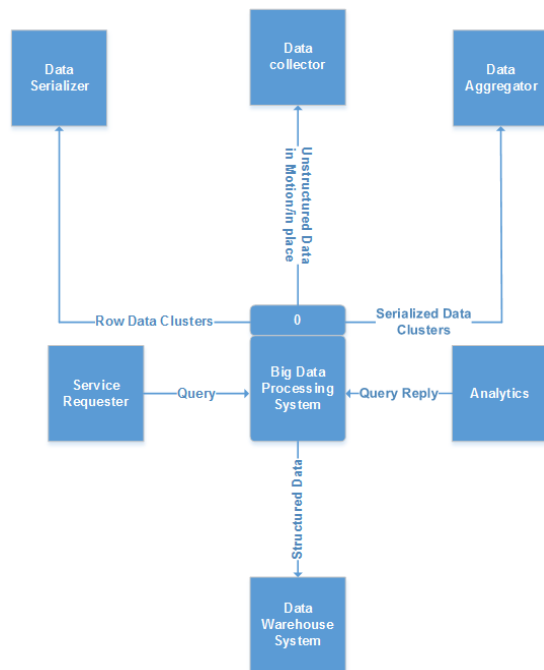 Data
Serializer
Data
collector
Data
Aggregator
Unstructured Data
in Motion/in place
Row Data Clusters
0
Serialized Data
Clusters
Service
Requester
Query
Big Data
Processing
System
Query Reply
Analytics
Structured Data
Data
Warehouse
System